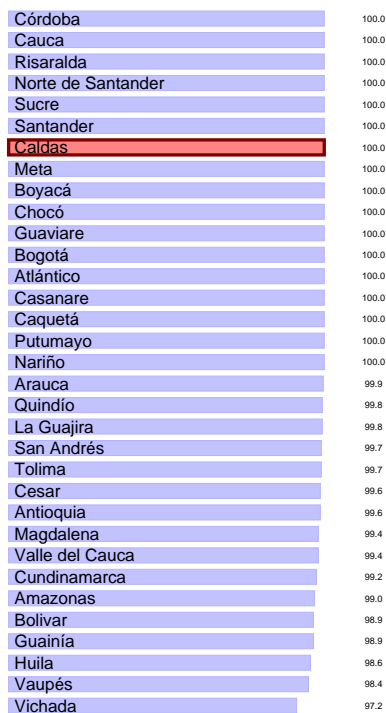 Córdoba 100.0
Cauca 100.0
Risaralda 100.0
Norte de Santander 100.0
Sucre 100.0
Santander 100.0
Caldas 100.0
Meta 100.0
Boyacá 100.0
Chocó 100.0
Guaviare 100.0
Bogotá 100.0
Atlántico 100.0
Casanare 100.0
Caquetá 100.0
Putumayo 100.0
Nariño 100.0
Arauca 99.9
Quindío 99.8
La Guajira 99.8
San Andrés 99.7
Tolima 99.7
Cesar 99.6
Antioquia 99.6
Magdalena 99.4
Valle del Cauca 99.4
Cundinamarca 99.2
Amazonas 99.0
Bolivar 98.9
Guainía 98.9
Huila 98.6
Vaupés 98.4
Vichada 97.2